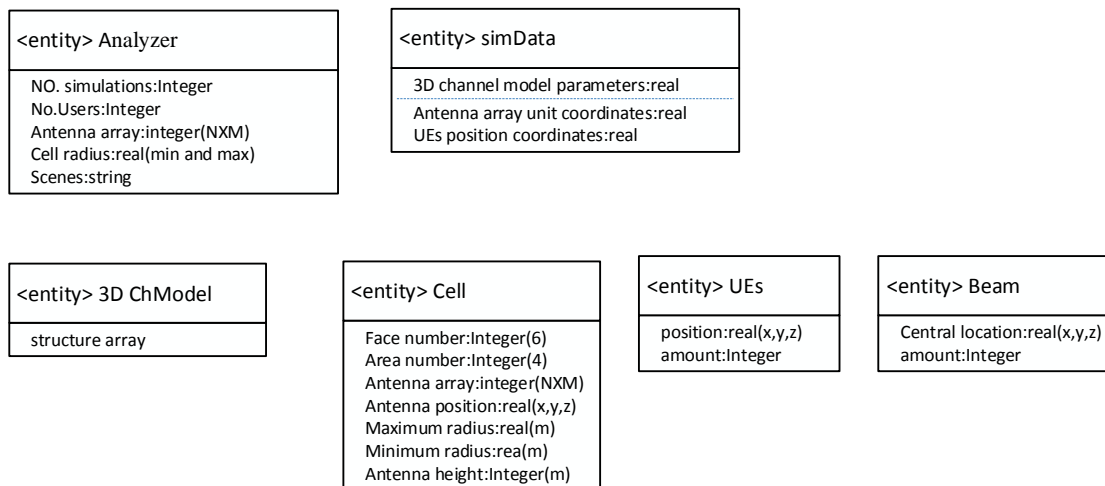 <entity> Analyzer
NO. simulations:Integer
No.Users:Integer
Antenna array:integer(NXM)
Cell radius:real(min and max)
Scenes:string
<entity> simData
3D channel model parameters:real
Antenna array unit coordinates:real
UEs position coordinates:real
<entity> 3D ChModel
structure array
<entity> Cell
Face number:Integer(6)
Area number:Integer(4)
Antenna array:integer(NXM)
Antenna position:real(x,y,z)
Maximum radius:real(m)
Minimum radius:rea(m)
Antenna height:Integer(m)
<entity> UEs
position:real(x,y,z)
amount:Integer
<entity> Beam
Central location:real(x,y,z)
amount:Integer